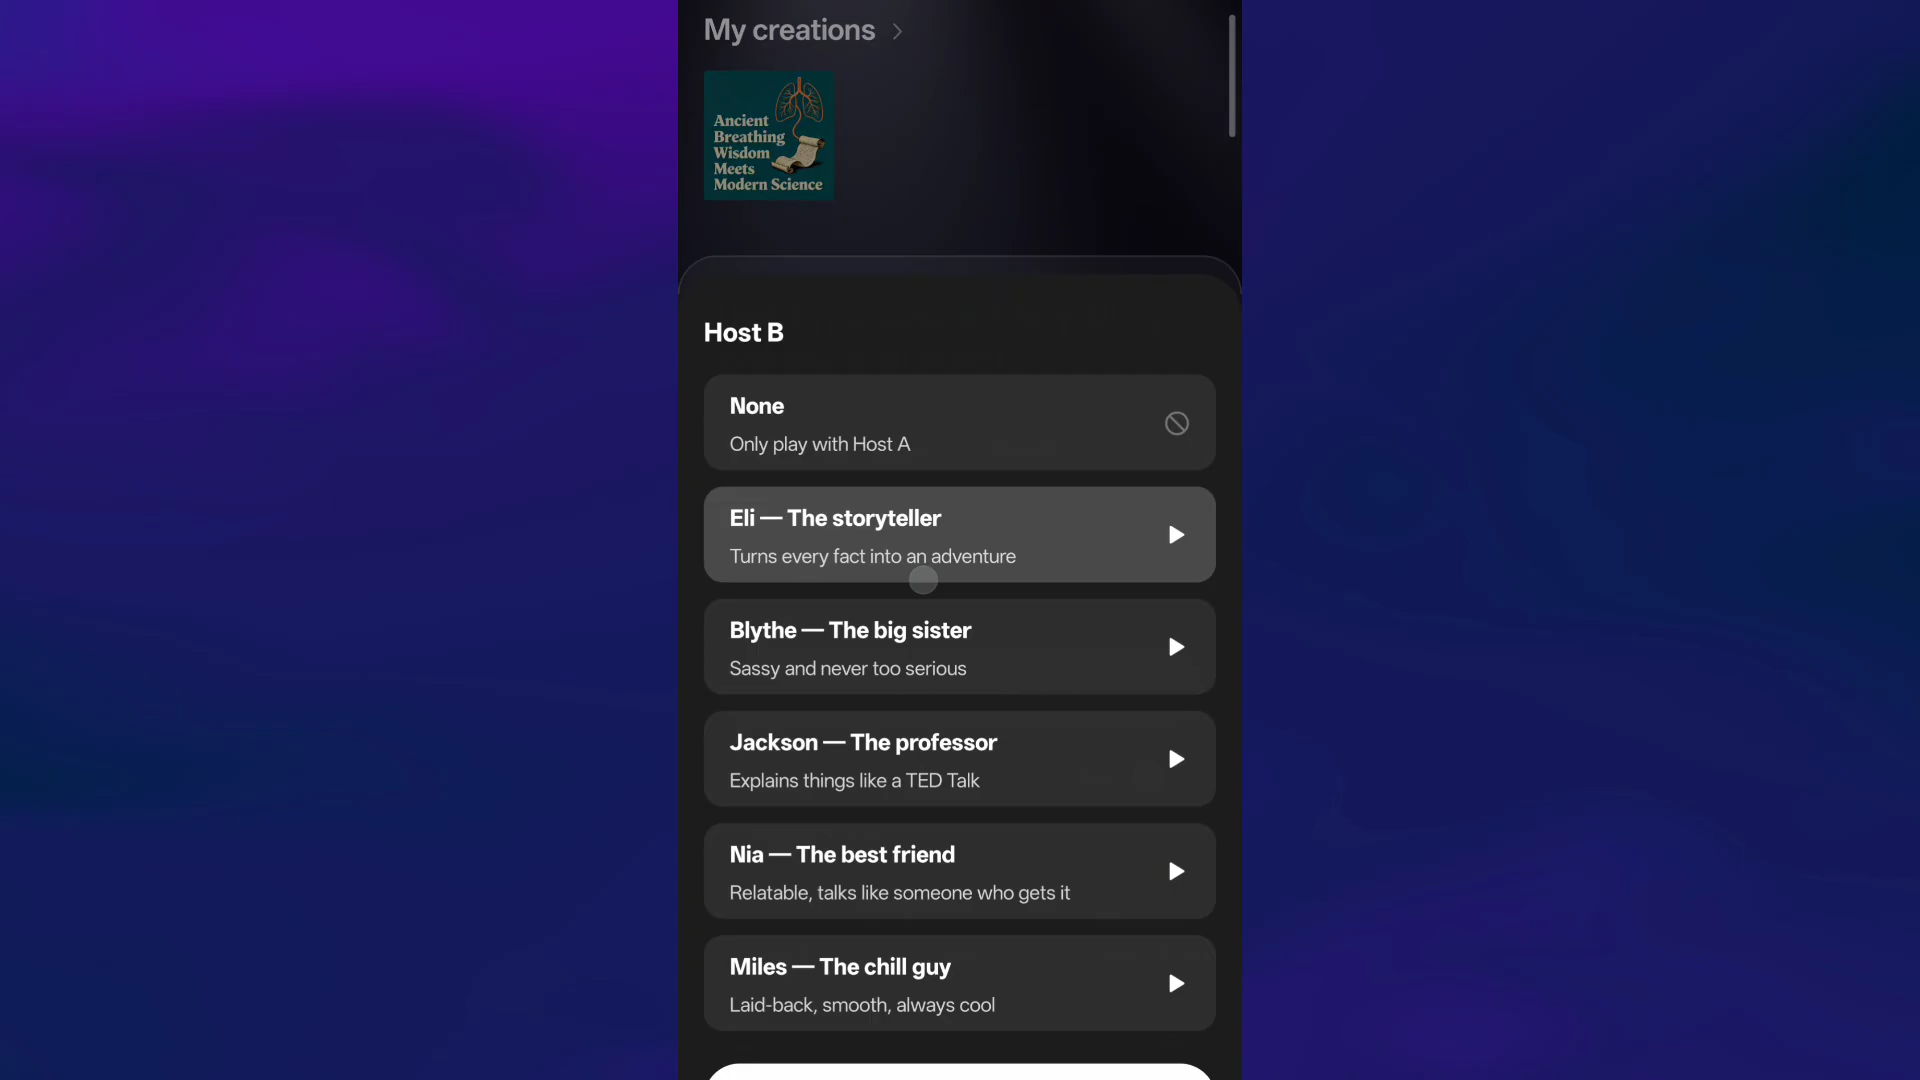 My creations
Ancient
Breathing
Wisdom
Meets
Modern Science
Host B
None
Only play with Host A
Eli — The storyteller
Turns every fact into an adventure
Blythe — The big sister
Sassy and never too serious
Jackson — The professor
Explains things like a TED Talk
Nia — The best friend
Relatable, talks like someone who gets it
Miles — The chill guy
Laid-back, smooth, always cool